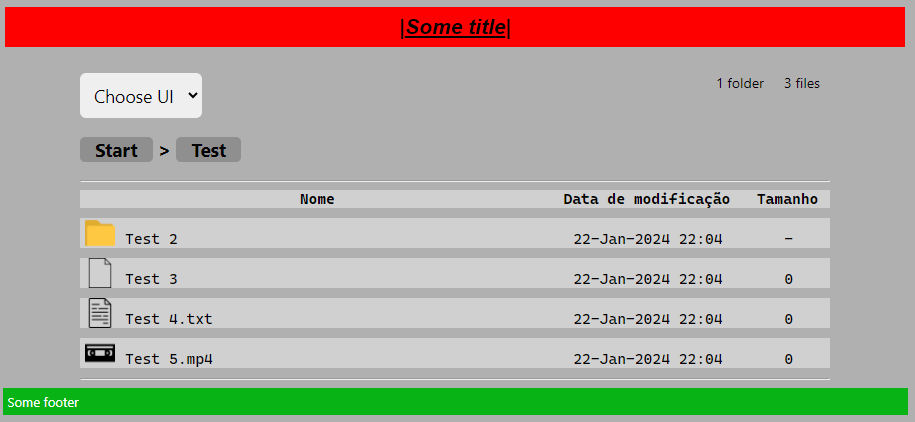 |Some title|
Choose UI
1 folder 3 files
Start > Test
Nome Data de modificação Tamanho
Test 2 22-Jan-2024 22:04 -
Test 3 22-Jan-2024 22:04 0
Test 4.txt 22-Jan-2024 22:04 0
Test 5.mp4 22-Jan-2024 22:04 0
Some footer